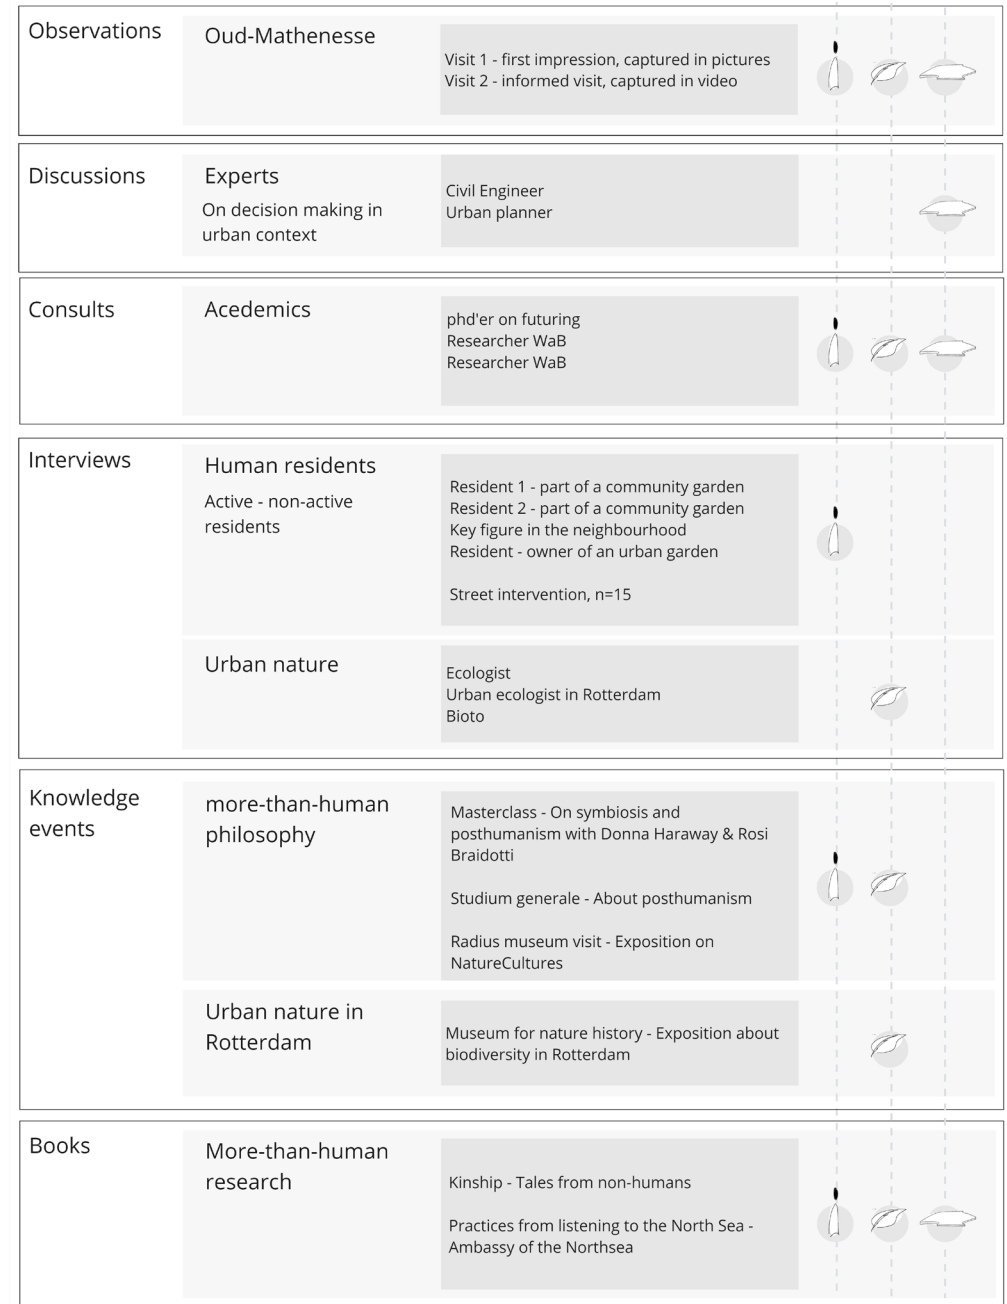 Observations
Oud-Mathenesse
Visit 1 - first impression, captured in pictures
Visit 2 - informed visit, captured in video
Discussions
Experts
On decision making in
urban context
Civil Engineer
Urban planner
Consults
Acedemics
phd'er on futuring
Researcher WaB
Researcher WaB
Interviews
Human residents
Active - non-active
residents
Resident 1 - part of a community garden
Resident 2 - part of a community garden
Key figure in the neighbourhood
Resident - owner of an urban garden
Street intervention, n=15
Urban nature
Ecologist
Urban ecologist in Rotterdam
Bioto
Knowledge
events
more-than-human
philosophy
Masterclass - On symbiosis and
posthumanism with Donna Haraway & Rosi
Braidotti
Studium generale - About posthumanism
Radius museum visit - Exposition on
NatureCultures
Urban nature in
Rotterdam
Museum for nature history - Exposition about
biodiversity in Rotterdam
Books
More-than-human
research
Kinship - Tales from non-humans
Practices from listening to the North Sea -
Ambassy of the Northsea